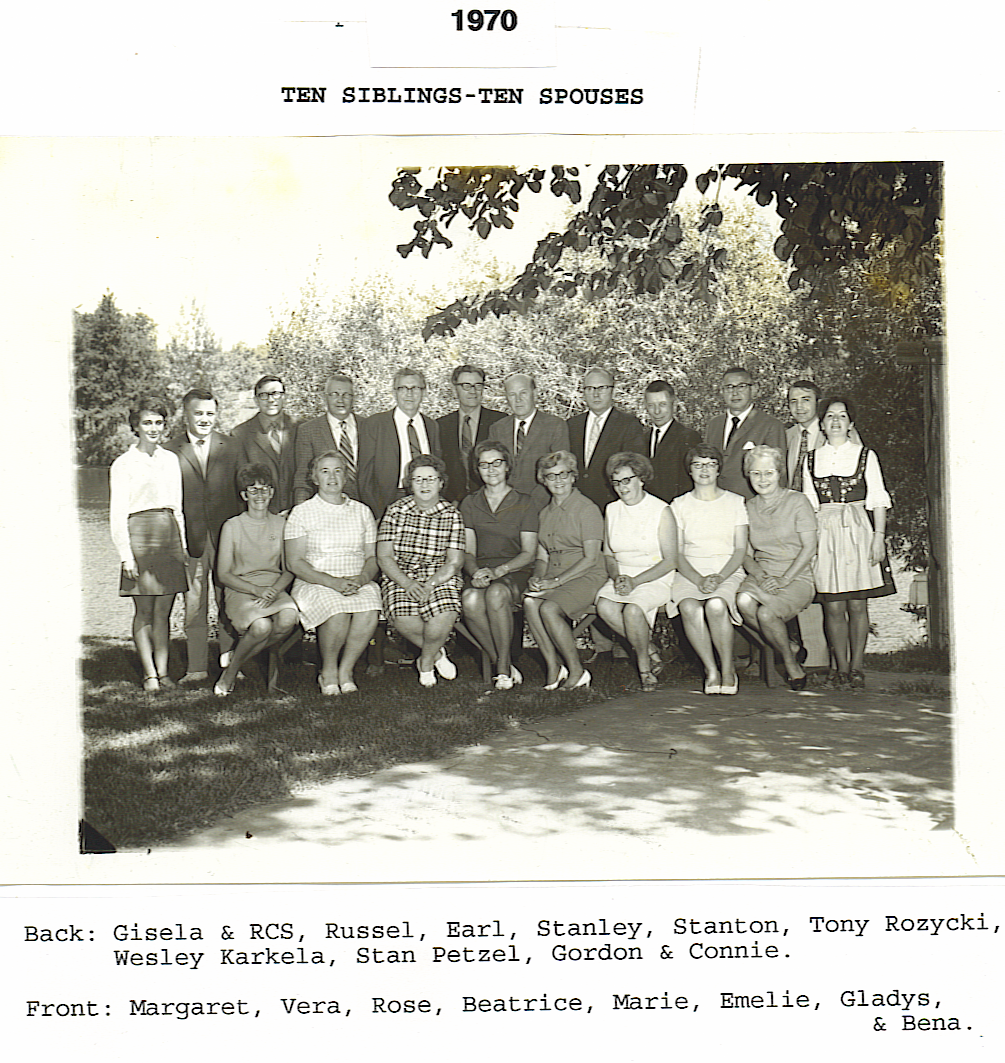 1970
TEN SIBLINGS-TEN SPOUSES
Back: Gisela & RCS, Russel, Earl, Stanley, Stanton, Tony Rozycki,
Wesley Karkela, Stan Petzel, Gordon & Connie.
Front: Margaret, Vera, Rose, Beatrice, Marie, Emelie, Gladys,
& Bena.